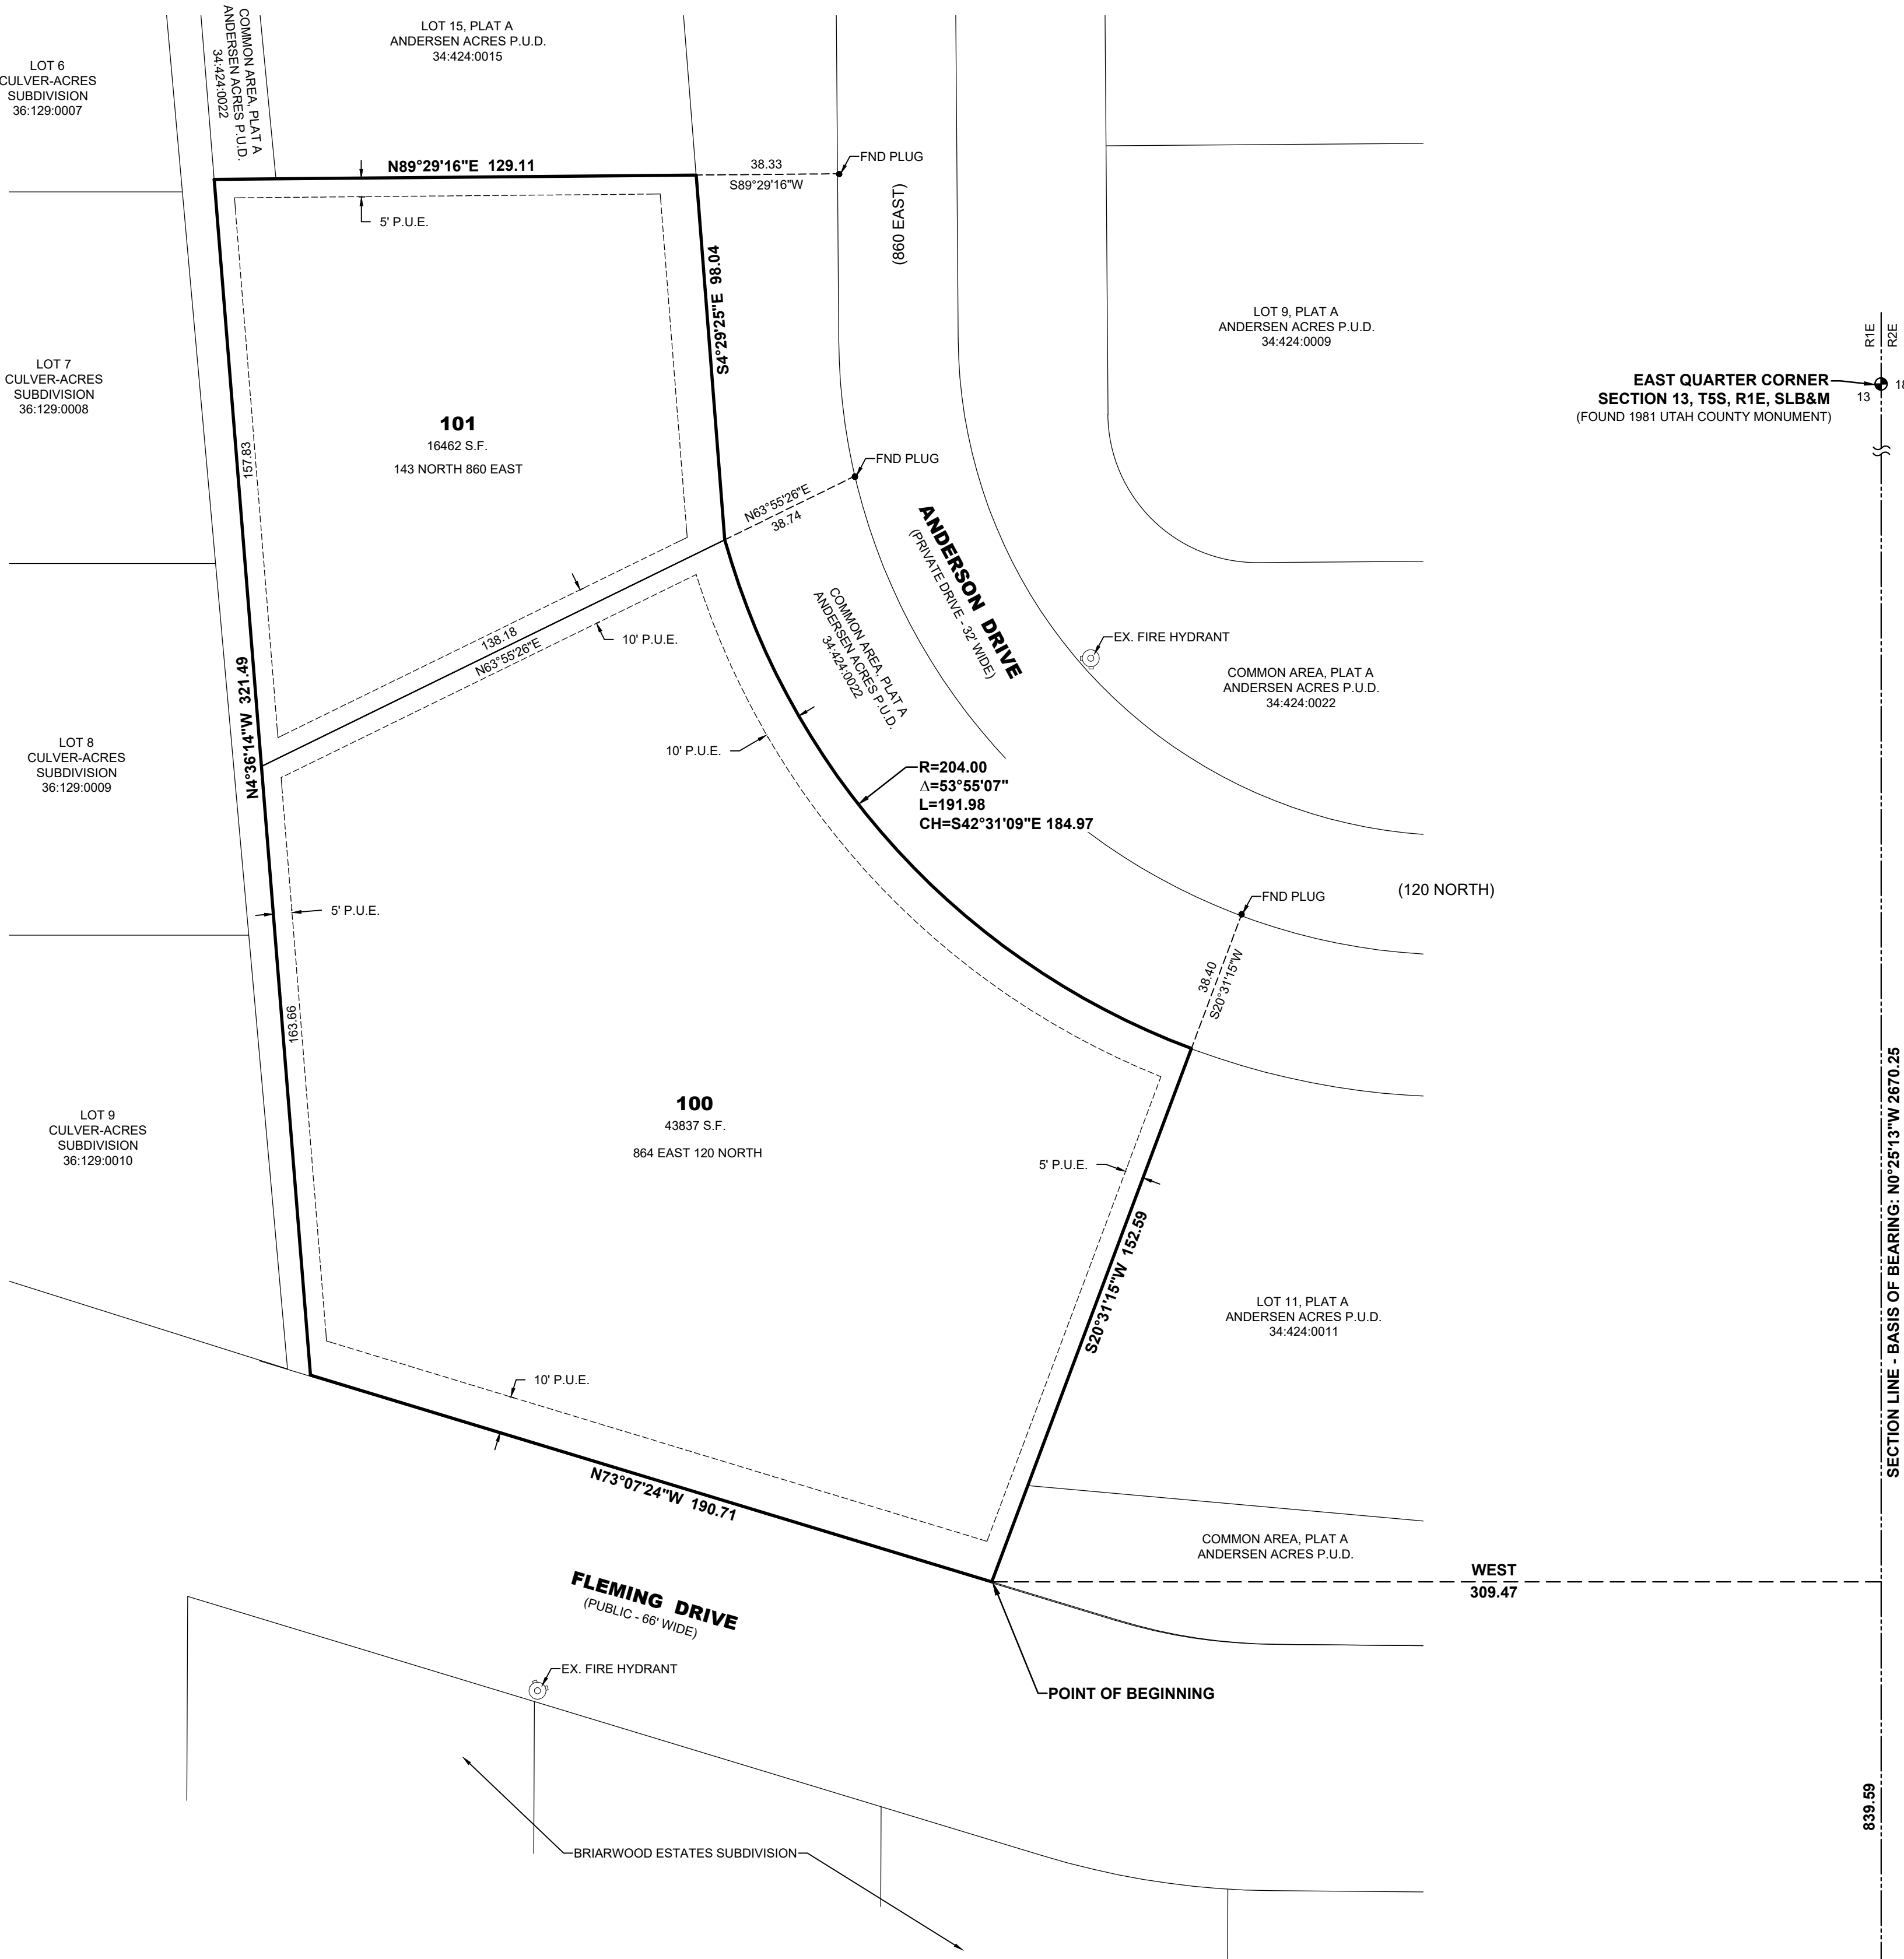 LOT 6
CULVER-ACRES
SUBDIVISION
36:129:0007
COMMON AREA, PLAT A
ANDERSEN ACRES P.U.D.
34:424:0022
LOT 15, PLAT A
ANDERSEN ACRES P.U.D.
34:424:0015
N89°29'16"E 129.11
38.33
S89°29'16"W
FND PLUG
5' P.U.E.
(860 EAST)
S4°29'25"E 98.04
LOT 9, PLAT A
ANDERSEN ACRES P.U.D.
34:424:0009
R1E
R2E
EAST QUARTER CORNER
SECTION 13, T5S, R1E, SLB&M
(FOUND 1981 UTAH COUNTY MONUMENT)
13
18
LOT 7
CULVER-ACRES
SUBDIVISION
36:129:0008
157.83
101
16462 S.F.
143 NORTH 860 EAST
FND PLUG
N63°55'26"E
38.74
ANDERSON DRIVE
(PRIVATE DRIVE - 32' WIDE)
COMMON AREA, PLAT A
ANDERSEN ACRES P.U.D.
34:424:0022
138.18
N63°55'26"E
10' P.U.E.
EX. FIRE HYDRANT
COMMON AREA, PLAT A
ANDERSEN ACRES P.U.D.
34:424:0022
N4°36'14"W 321.49
LOT 8
CULVER-ACRES
SUBDIVISION
36:129:0009
10' P.U.E.
R=204.00
Δ=53°55'07"
L=191.98
CH=S42°31'09"E 184.97
5' P.U.E.
FND PLUG
(120 NORTH)
38.40
S20°31'15"W
163.66
LOT 9
CULVER-ACRES
SUBDIVISION
36:129:0010
100
43837 S.F.
864 EAST 120 NORTH
5' P.U.E.
S20°31'15"W 152.59
LOT 11, PLAT A
ANDERSEN ACRES P.U.D.
34:424:0011
SECTION LINE - BASIS OF BEARING: N0°25'13"W 2670.25
10' P.U.E.
N73°07'24"W 190.71
COMMON AREA, PLAT A
ANDERSEN ACRES P.U.D.
WEST
309.47
FLEMING DRIVE
(PUBLIC - 66' WIDE)
EX. FIRE HYDRANT
POINT OF BEGINNING
839.59
BRIARWOOD ESTATES SUBDIVISION